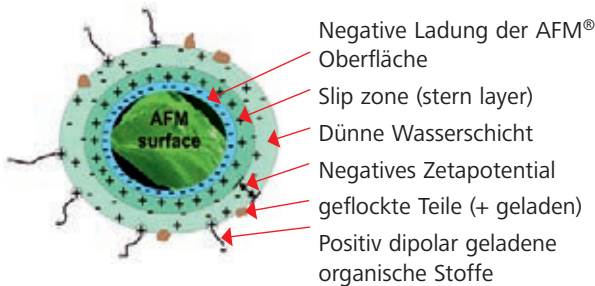 AFM
surface
Negative Ladung der AFM®
Oberfläche
Slip zone (stern layer)
Dünne Wasserschicht
Negatives Zetapotential
geflockte Teile (+ geladen)
Positiv dipolar geladene
organische Stoffe